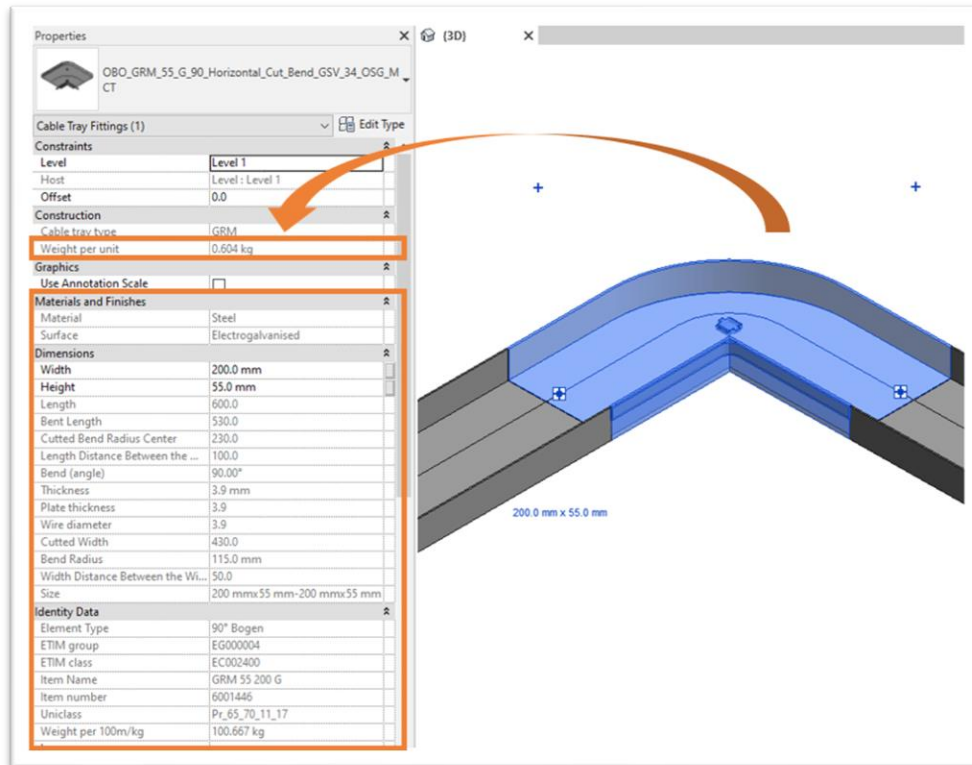 Properties
(3D)
OBO_GRM_55_G_90_Horizontal_Cut_Bend_GSV_34_OSG_M
CT
Cable Tray Fittings (1)
Edit Type
Constraints
Level Level 1
Host Level : Level 1
Offset 0.0
Construction
Cable tray type GRM
Weight per unit 0.604 kg
Graphics
Use Annotation Scale
Materials and Finishes
Material Steel
Surface Electrogalvanised
Dimensions
Width 200.0 mm
Height 55.0 mm
Length 600.0
Bent Length 530.0
Cutted Bend Radius Center 230.0
Length Distance Between the ... 100.0
Bend (angle) 90.00°
Thickness 3.9 mm
Plate thickness 3.9
Wire diameter 3.9
Cutted Width 430.0
Bend Radius 115.0 mm
Width Distance Between the Wi... 50.0
Size 200 mmx55 mm-200 mmx55 mm
Identity Data
Element Type 90° Bogen
ETIM group EG000004
ETIM class EC002400
Item Name GRM 55 200 G
Item number 6001446
Uniclass Pr_65_70_11_17
Weight per 100m/kg 100.667 kg
200.0 mm x 55.0 mm